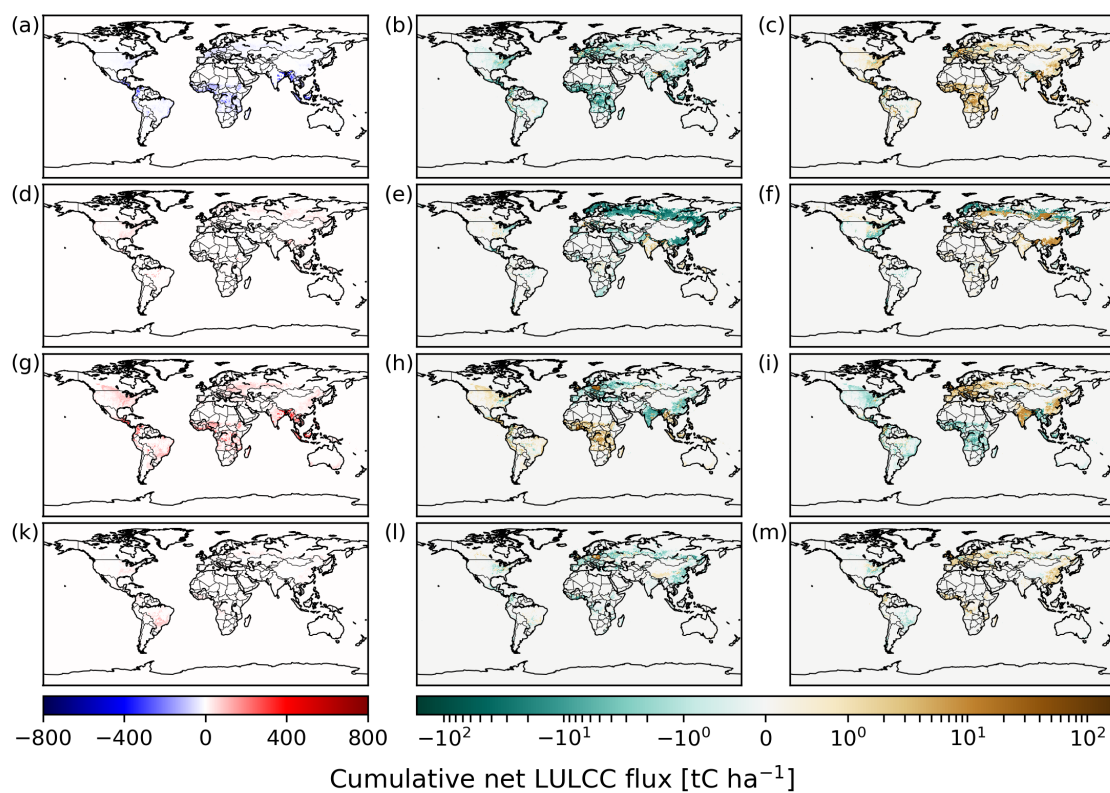 (a) (b) (c)
(d) (e) (f)
(g) (h) (i)
(k) (l) (m)
−800 −400 0 400 800 −10² −10¹ −10⁰ 0 10⁰ 10¹ 10²
Cumulative net LULCC flux [tC ha⁻¹]